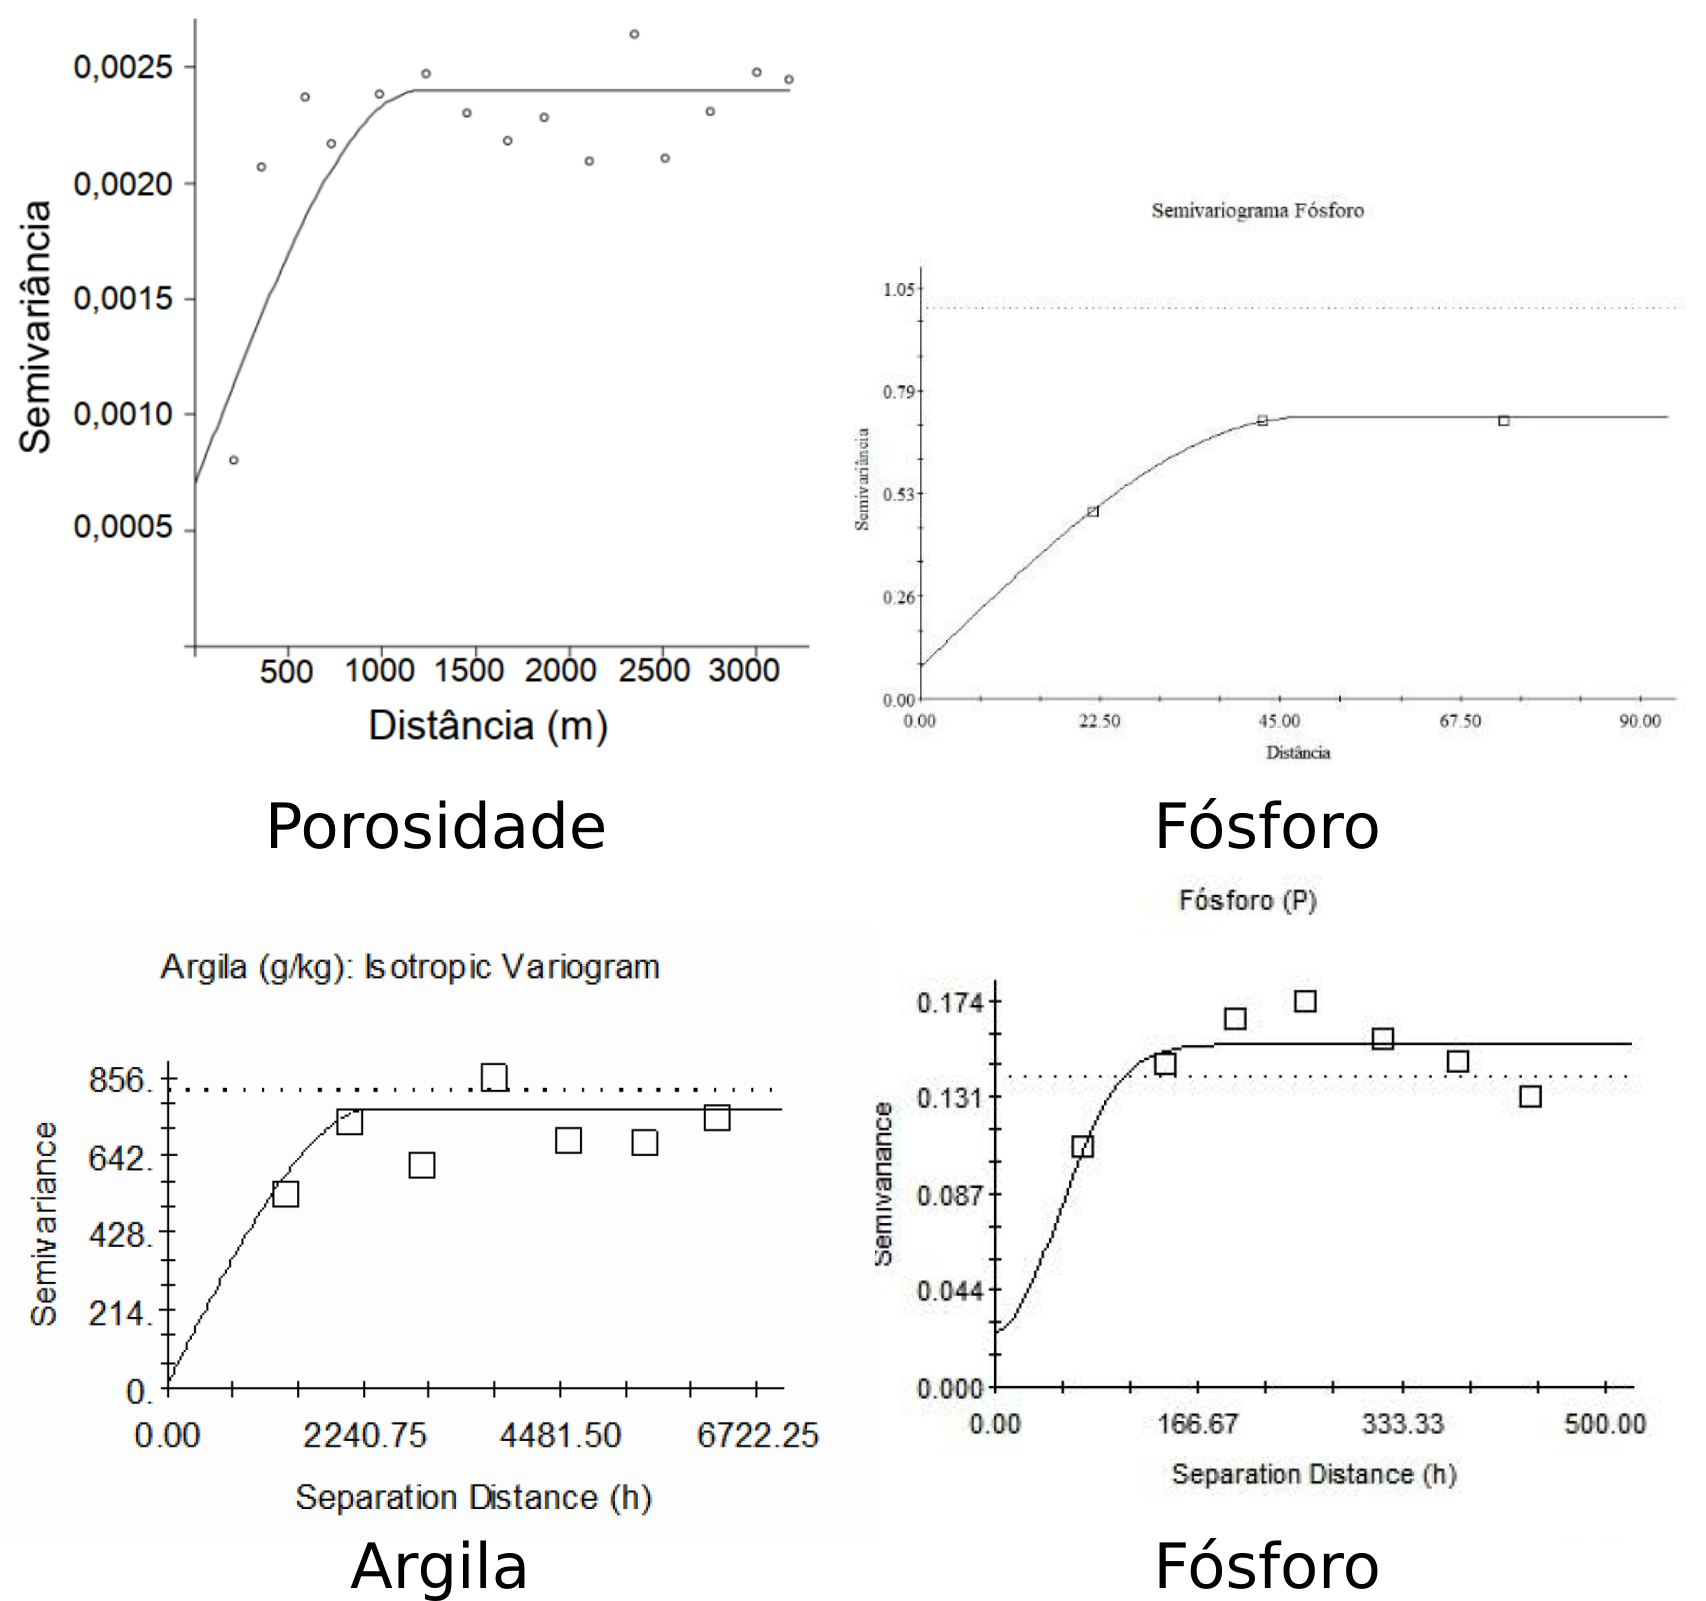 0,0025
0,0020
0,0015
0,0010
0,0005
Semivariância
500 1000 1500 2000 2500 3000
Distância (m)
Porosidade
Semivariograma Fósforo
1.05
0.79
0.53
0.26
0.00
Semivariância
0.00 22.50 45.00 67.50 90.00
Distância
Fósforo
Argila (g/kg): Isotropic Variogram
856.
642.
428.
214.
0.
Semivariance
0.00 2240.75 4481.50 6722.25
Separation Distance (h)
Argila
Fósforo (P)
0.174
0.131
0.087
0.044
0.000
Semivariance
0.00 166.67 333.33 500.00
Separation Distance (h)
Fósforo